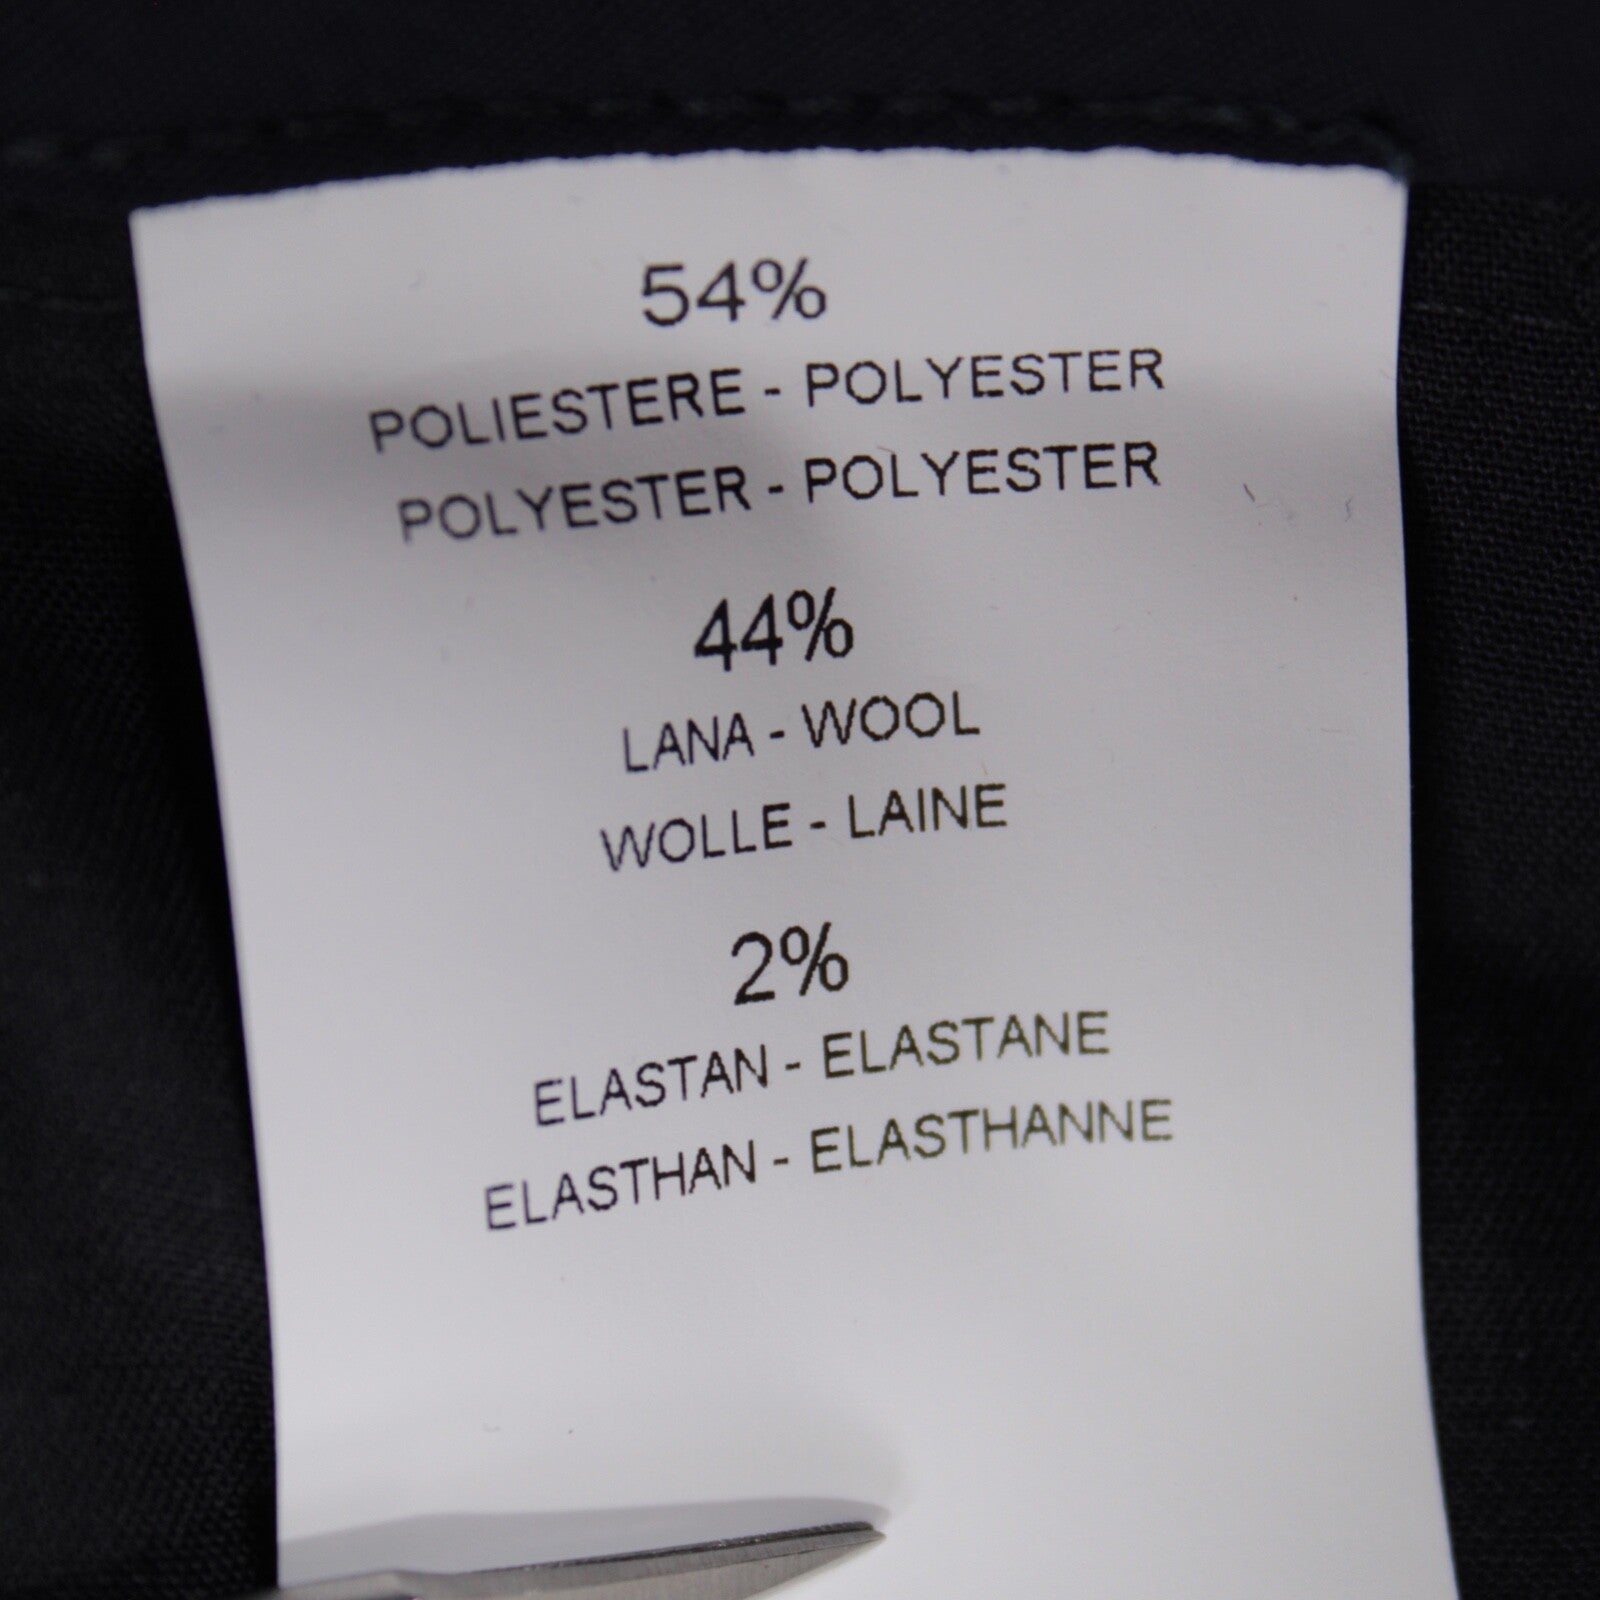 54%
POLIESTERE - POLYESTER
POLYESTER - POLYESTER
44%
LANA - WOOL
WOLLE - LAINE
2%
ELASTAN - ELASTANE
ELASTHAN - ELASTHANNE